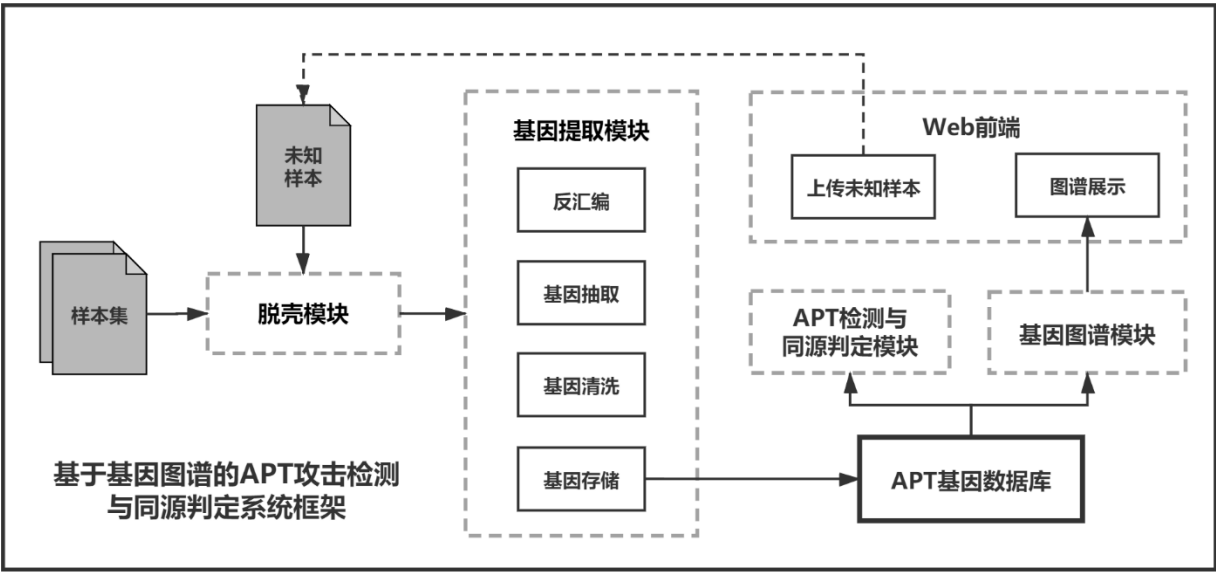 未知
样本
样本集
脱壳模块
基因提取模块
反汇编
基因抽取
基因清洗
基因存储
Web前端
上传未知样本
图谱展示
APT检测与
同源判定模块
基因图谱模块
APT基因数据库
基于基因图谱的APT攻击检测
与同源判定系统框架